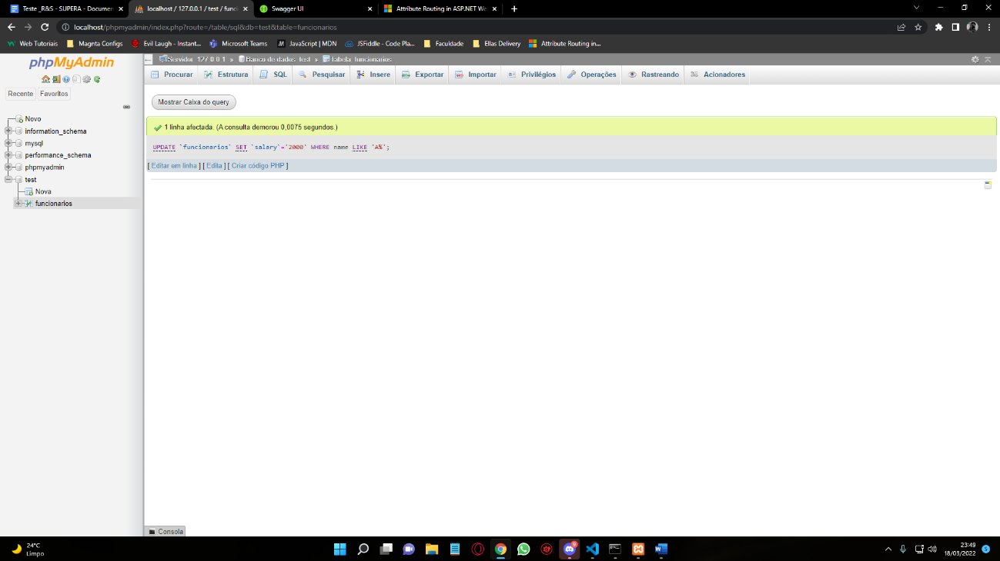 Teste _R&S - SUPERA - Documen
localhost / 127.0.0.1 / test / func
Swagger UI
Attribute Routing in ASP.NET We
localhost/phpmyadmin/index.php?route=/table/sql&db=test&table=funcionarios
Web Tutoriais
Magnta Configs
Evil Laugh - Instant...
Microsoft Teams
JavaScript | MDN
JSFiddle - Code Pla...
Faculdade
Ellas Delivery
Attribute Routing in...
phpMyAdmin
Recente
Favoritos
Novo
information_schema
mysql
performance_schema
phpmyadmin
test
Nova
funcionarios
Servidor: 127.0.0.1 » Banco de dados: test » Tabela: funcionarios
Procurar
Estrutura
SQL
Pesquisar
Insere
Exportar
Importar
Privilégios
Operações
Rastreando
Acionadores
Mostrar Caixa do query
1 linha afectada. (A consulta demorou 0,0075 segundos.)
UPDATE `funcionarios` SET `salary`='2000' WHERE name LIKE 'A%';
[ Editar em linha ] [ Edita ] [ Criar código PHP ]
Consola
24°C
Limpo
9
23:49
18/03/2022
5